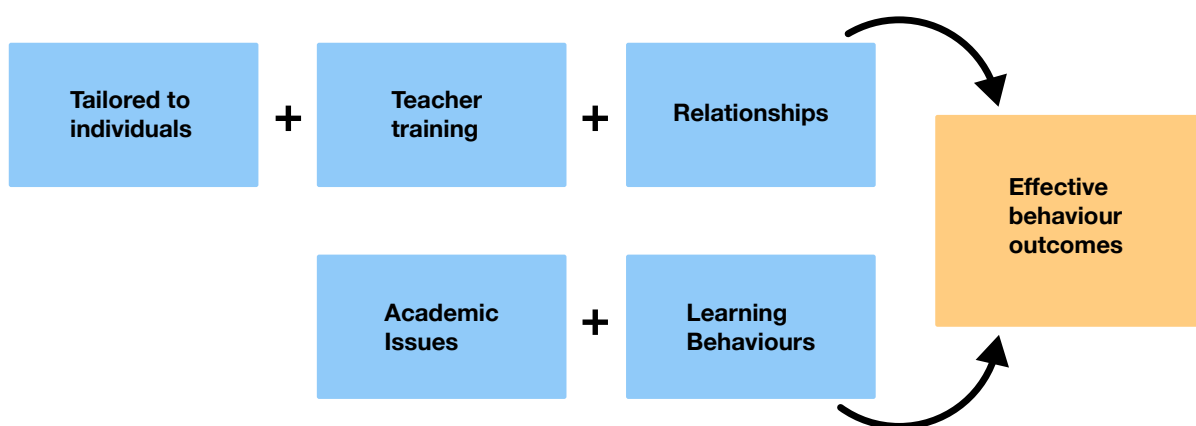 Tailored to
individuals
+
Teacher
training
+
Relationships
Effective
behaviour
outcomes
Academic
Issues
+
Learning
Behaviours